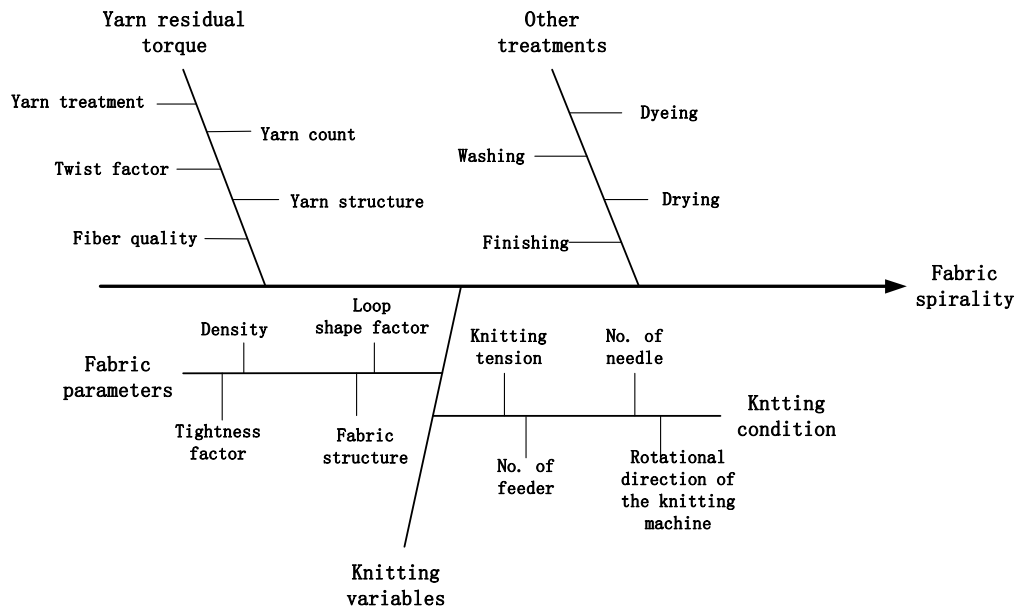 Yarn residual
torque
Other
treatments
Yarn treatment
Yarn count
Twist factor
Yarn structure
Fiber quality
Dyeing
Washing
Drying
Finishing
Fabric
spirality
Density
Loop
shape factor
Fabric
parameters
Tightness
factor
Fabric
structure
Knitting
tension
No. of
needle
Kntting
condition
No. of
feeder
Rotational
direction of
the knitting
machine
Knitting
variables